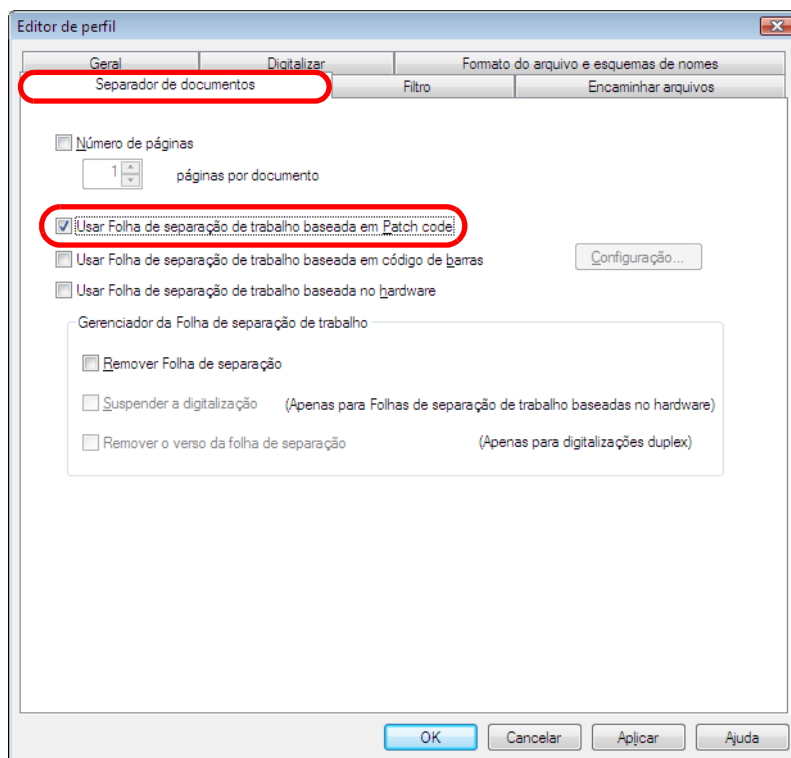 Editor de perfil
Geral Digitalizar Formato do arquivo e esquemas de nomes
Separador de documentos Filtro Encaminhar arquivos
Número de páginas
1 páginas por documento
Usar Folha de separação de trabalho baseada em Patch code
Usar Folha de separação de trabalho baseada em código de barras Configuração...
Usar Folha de separação de trabalho baseada no hardware
Gerenciador da Folha de separação de trabalho
Remover Folha de separação
Suspender a digitalização (Apenas para Folhas de separação de trabalho baseadas no hardware)
Remover o verso da folha de separação (Apenas para digitalizações duplex)
OK Cancelar Aplicar Ajuda